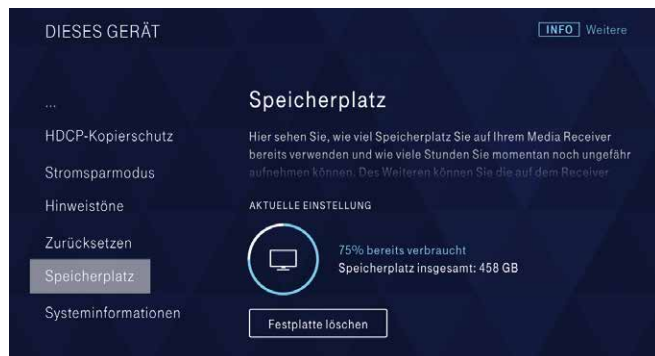 DIESES GERÄT
INFO Weitere
...
HDCP-Kopierschutz
Stromsparmodus
Hinweistöne
Zurücksetzen
Speicherplatz
Systeminformationen
Speicherplatz
Hier sehen Sie, wie viel Speicherplatz Sie auf Ihrem Media Receiver
bereits verwenden und wie viele Stunden Sie momentan noch ungefähr
aufnehmen können. Des Weiteren können Sie die auf dem Receiver
AKTUELLE EINSTELLUNG
75% bereits verbraucht
Speicherplatz insgesamt: 458 GB
Festplatte löschen